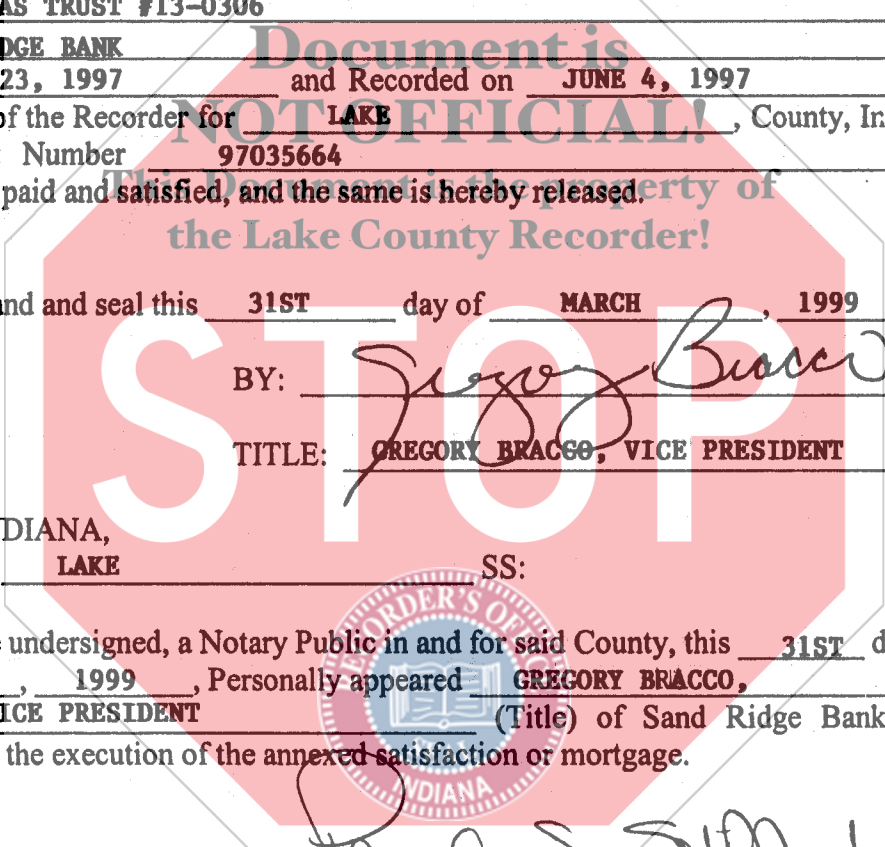 AS TRUST #13-0306
DGE BANK
Document is
23, 1997 and Recorded on JUNE 4, 1997
of the Recorder for LAKE , County, In
NOT OFFICIAL!
Number 97035664
paid and satisfied, and the same is hereby released.
This Document is the property of
the Lake County Recorder!
and and seal this 31ST day of MARCH , 1999
STOP
BY: Gregory Bracco
TITLE: GREGORY BRACCO, VICE PRESIDENT
DIANA,
LAKE SS:
undersigned, a Notary Public in and for said County, this 31ST d
, 1999 , Personally appeared GREGORY BRACCO,
ICE PRESIDENT (Title) of Sand Ridge Bank
the execution of the annexed satisfaction or mortgage.
RECORDER'S OFFICE
INDIANA